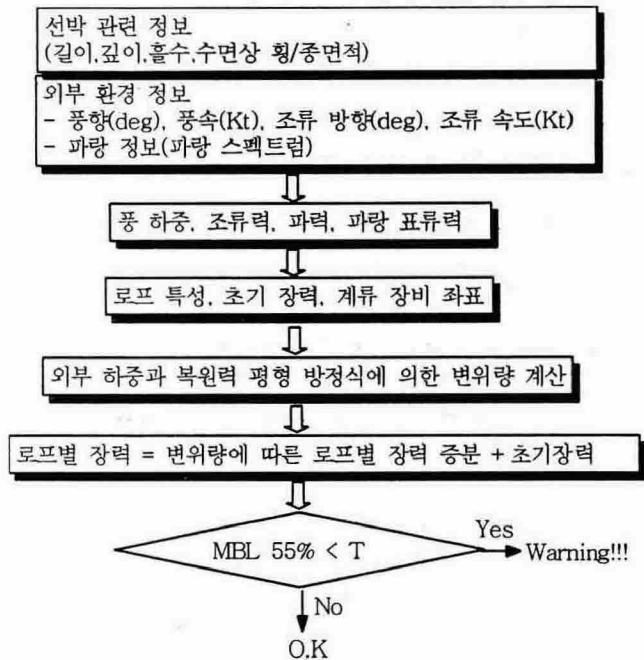 선박 관련 정보
(길이,깊이,흘수,수면상 횡/종면적)
외부 환경 정보
- 풍향(deg), 풍속(Kt), 조류 방향(deg), 조류 속도(Kt)
- 파랑 정보(파랑 스펙트럼)
풍 하중, 조류력, 파력, 파랑 표류력
로프 특성, 초기 장력, 계류 장비 좌표
외부 하중과 복원력 평형 방정식에 의한 변위량 계산
로프별 장력 = 변위량에 따른 로프별 장력 증분 + 초기장력
MBL 55% < T
Yes
Warning!!!
No
O,K